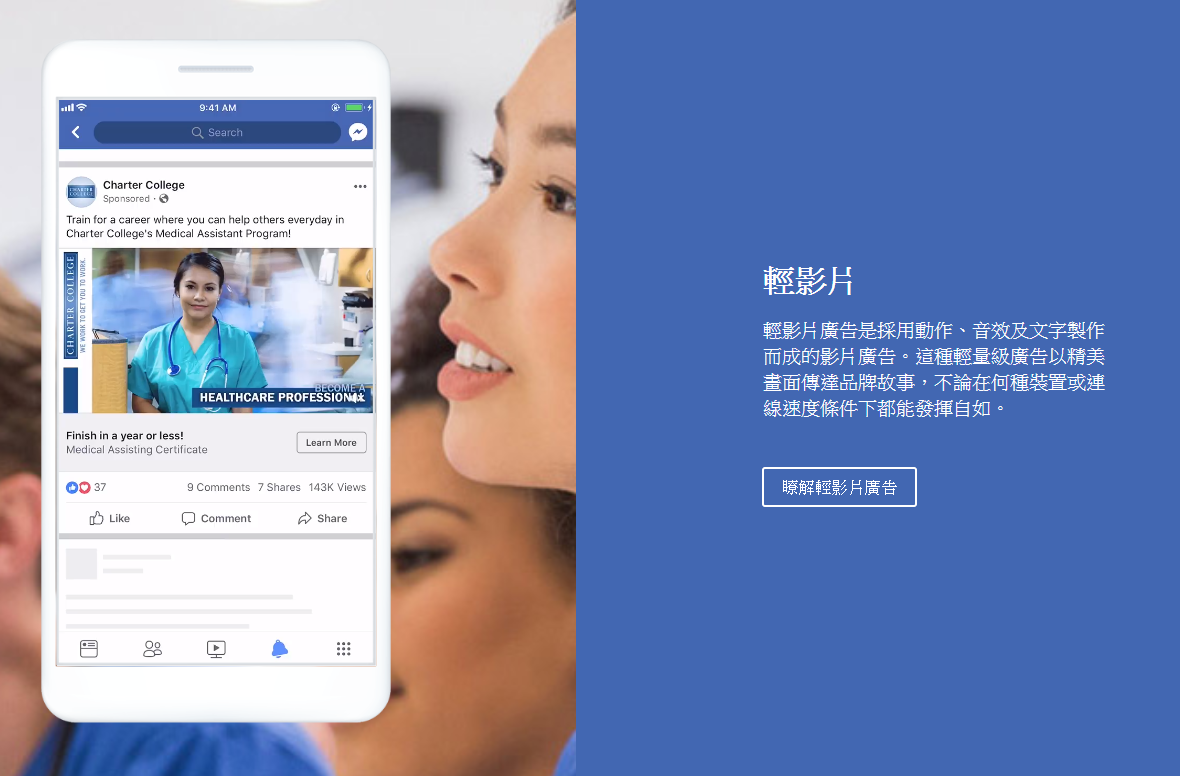 9:41 AM
Search
CHARTER COLLEGE
Charter College
Sponsored ·
Train for a career where you can help others everyday in
Charter College's Medical Assistant Program!
CHARTER COLLEGE
WE WORK TO GET YOU TO WORK.
BECOME A
HEALTHCARE PROFESSIONAL
Finish in a year or less!
Medical Assisting Certificate
Learn More
37
9 Comments 7 Shares 143K Views
Like Comment Share
輕影片
輕影片廣告是採用動作、音效及文字製作
而成的影片廣告。這種輕量級廣告以精美
畫面傳達品牌故事，不論在何種裝置或連
線速度條件下都能發揮自如。
瞭解輕影片廣告